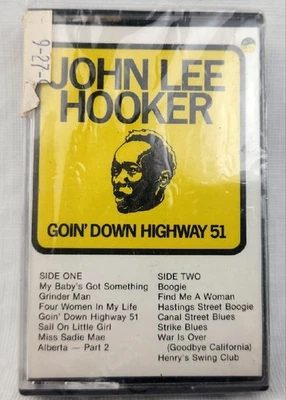 9-27-
JOHN LEE
HOOKER
GOIN' DOWN HIGHWAY 51
SIDE ONE
My Baby's Got Something
Grinder Man
Four Women In My Life
Goin' Down Highway 51
Sail On Little Girl
Miss Sadie Mae
Alberta — Part 2
SIDE TWO
Boogie
Find Me A Woman
Hastings Street Boogie
Canal Street Blues
Strike Blues
War Is Over
(Goodbye California)
Henry's Swing Club